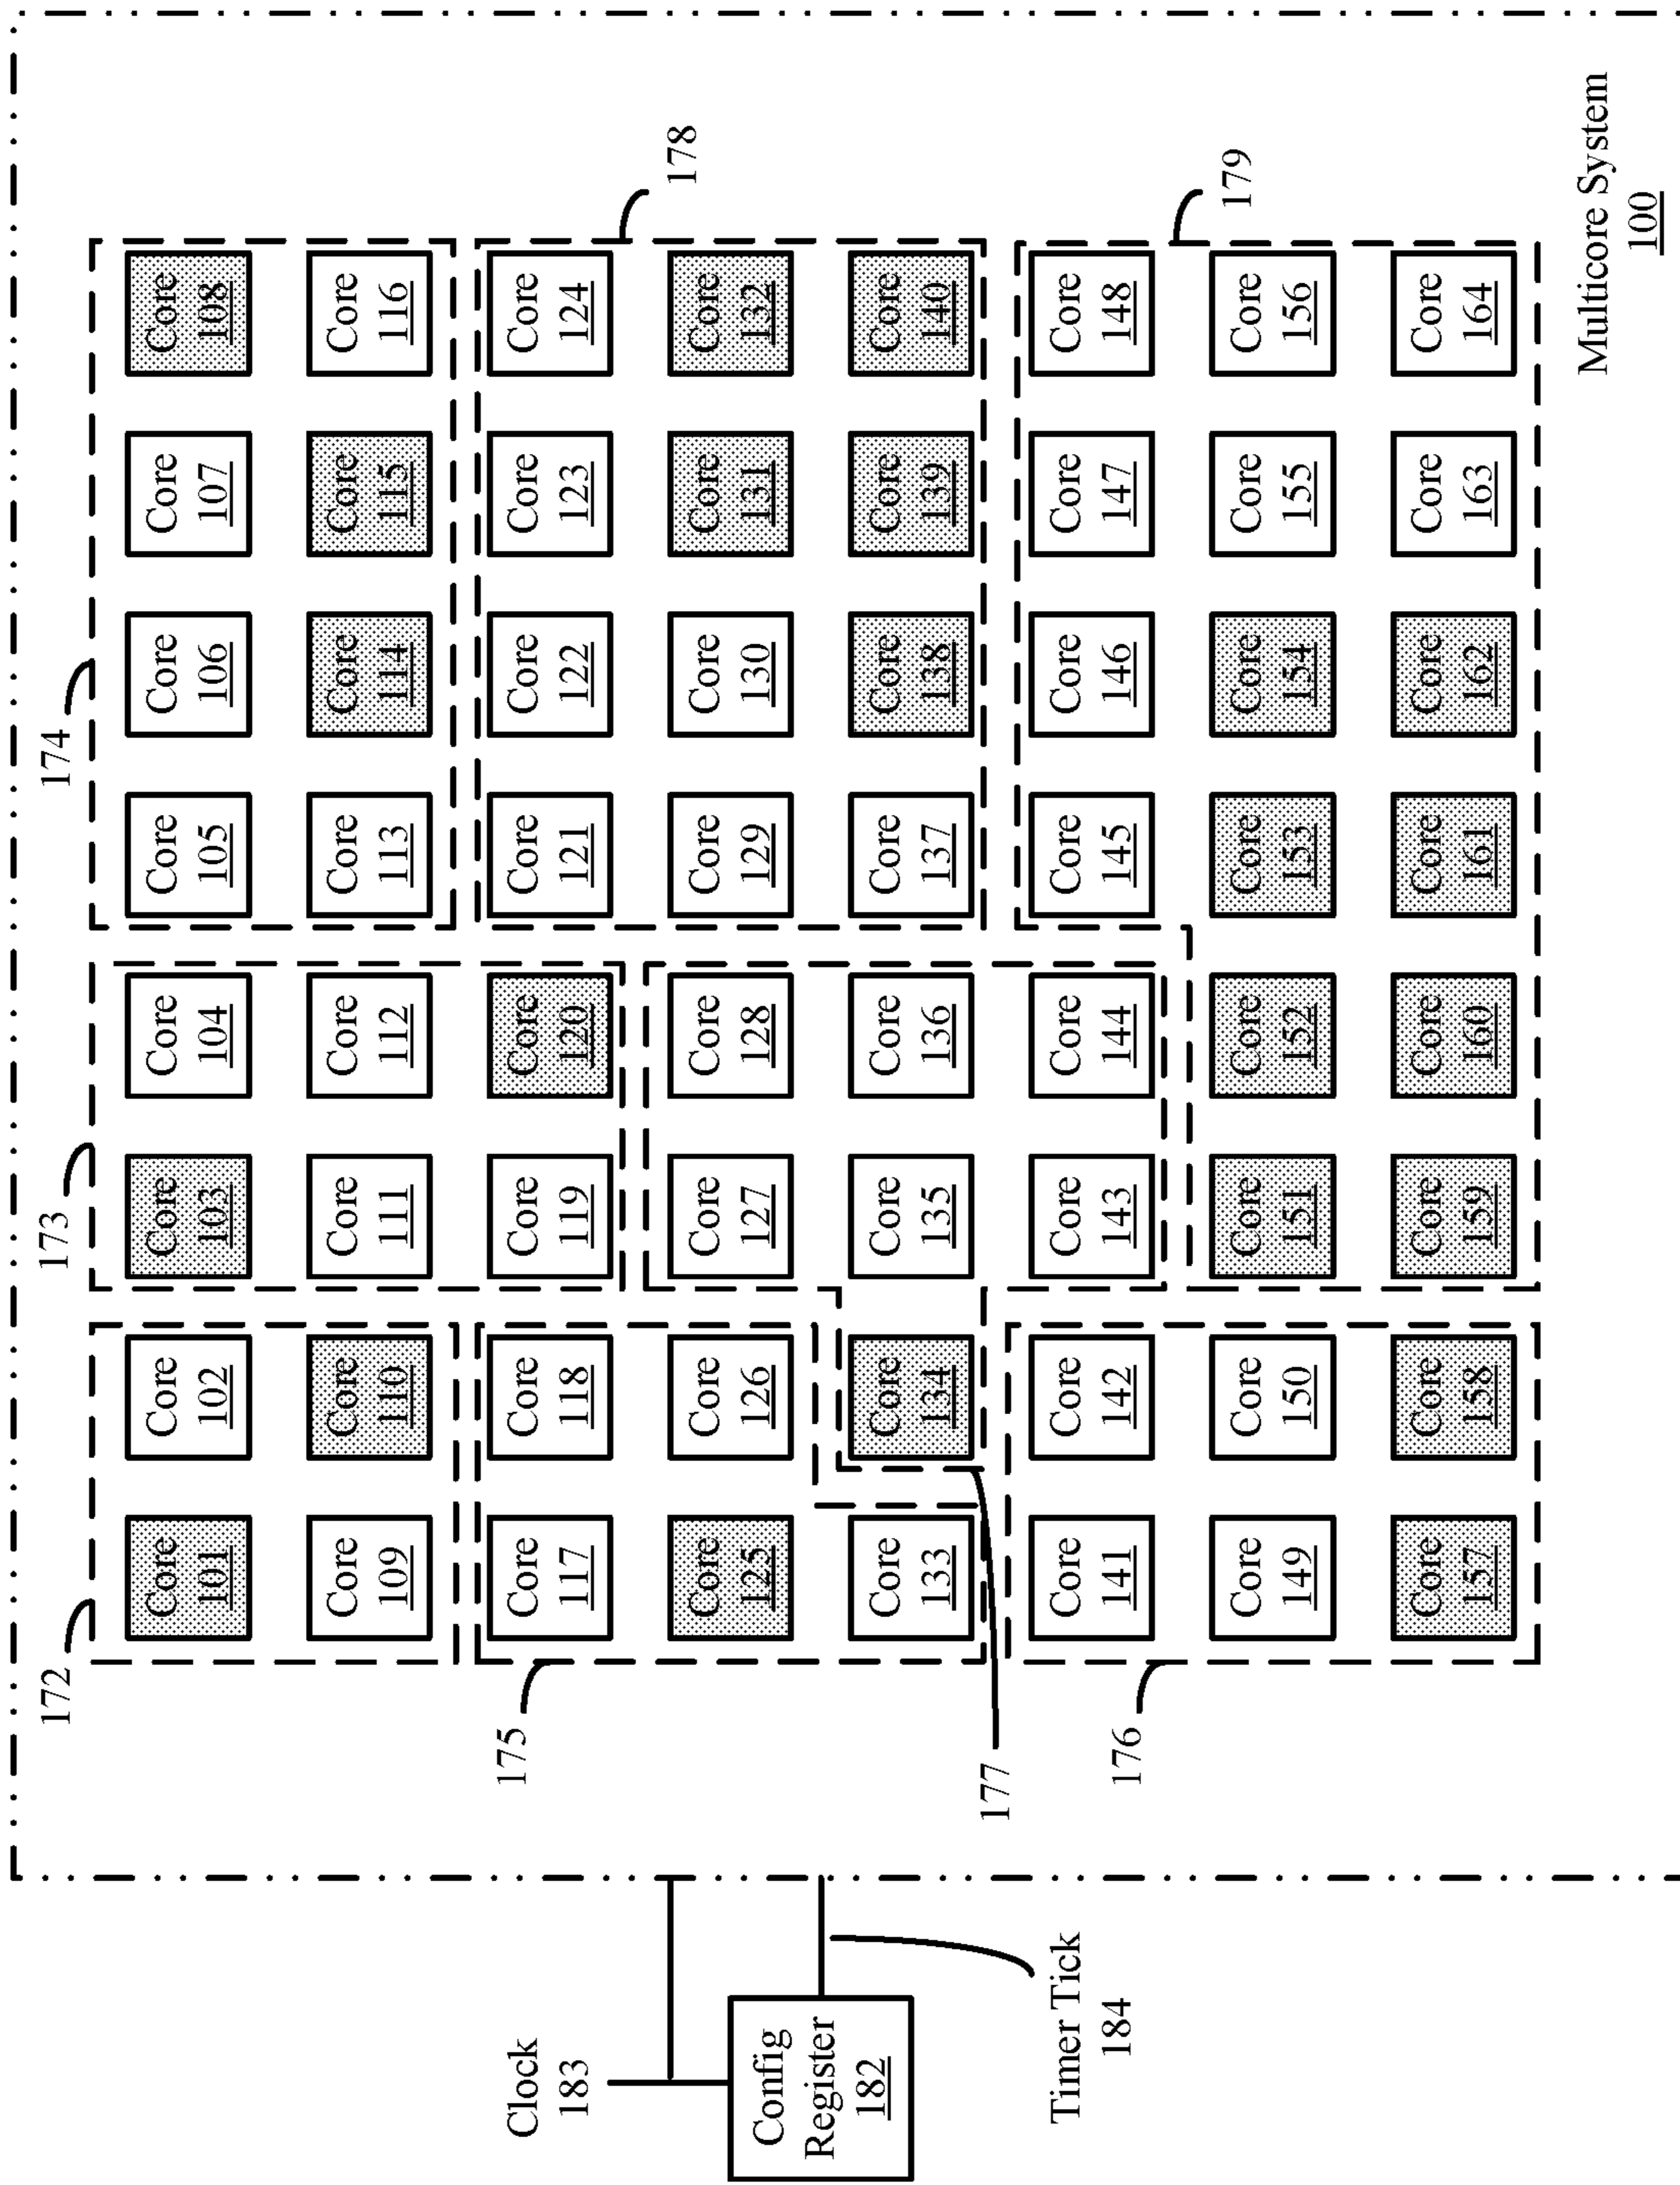 172
173
174
Core
101
Core
102
Core
103
Core
104
Core
105
Core
106
Core
107
Core
108
Core
109
Core
110
Core
111
Core
112
Core
113
Core
114
Core
115
Core
116
Clock
183
175
Core
117
Core
118
Core
119
Core
120
Core
121
Core
122
Core
123
Core
124
178
Config
Register
182
Core
125
Core
126
Core
127
Core
128
Core
129
Core
130
Core
131
Core
132
Core
133
Core
134
Core
135
Core
136
Core
137
Core
138
Core
139
Core
140
177
Timer Tick
184
176
Core
141
Core
142
Core
143
Core
144
Core
145
Core
146
Core
147
Core
148
179
Core
149
Core
150
Core
151
Core
152
Core
153
Core
154
Core
155
Core
156
Core
157
Core
158
Core
159
Core
160
Core
161
Core
162
Core
163
Core
164
Multicore System
100